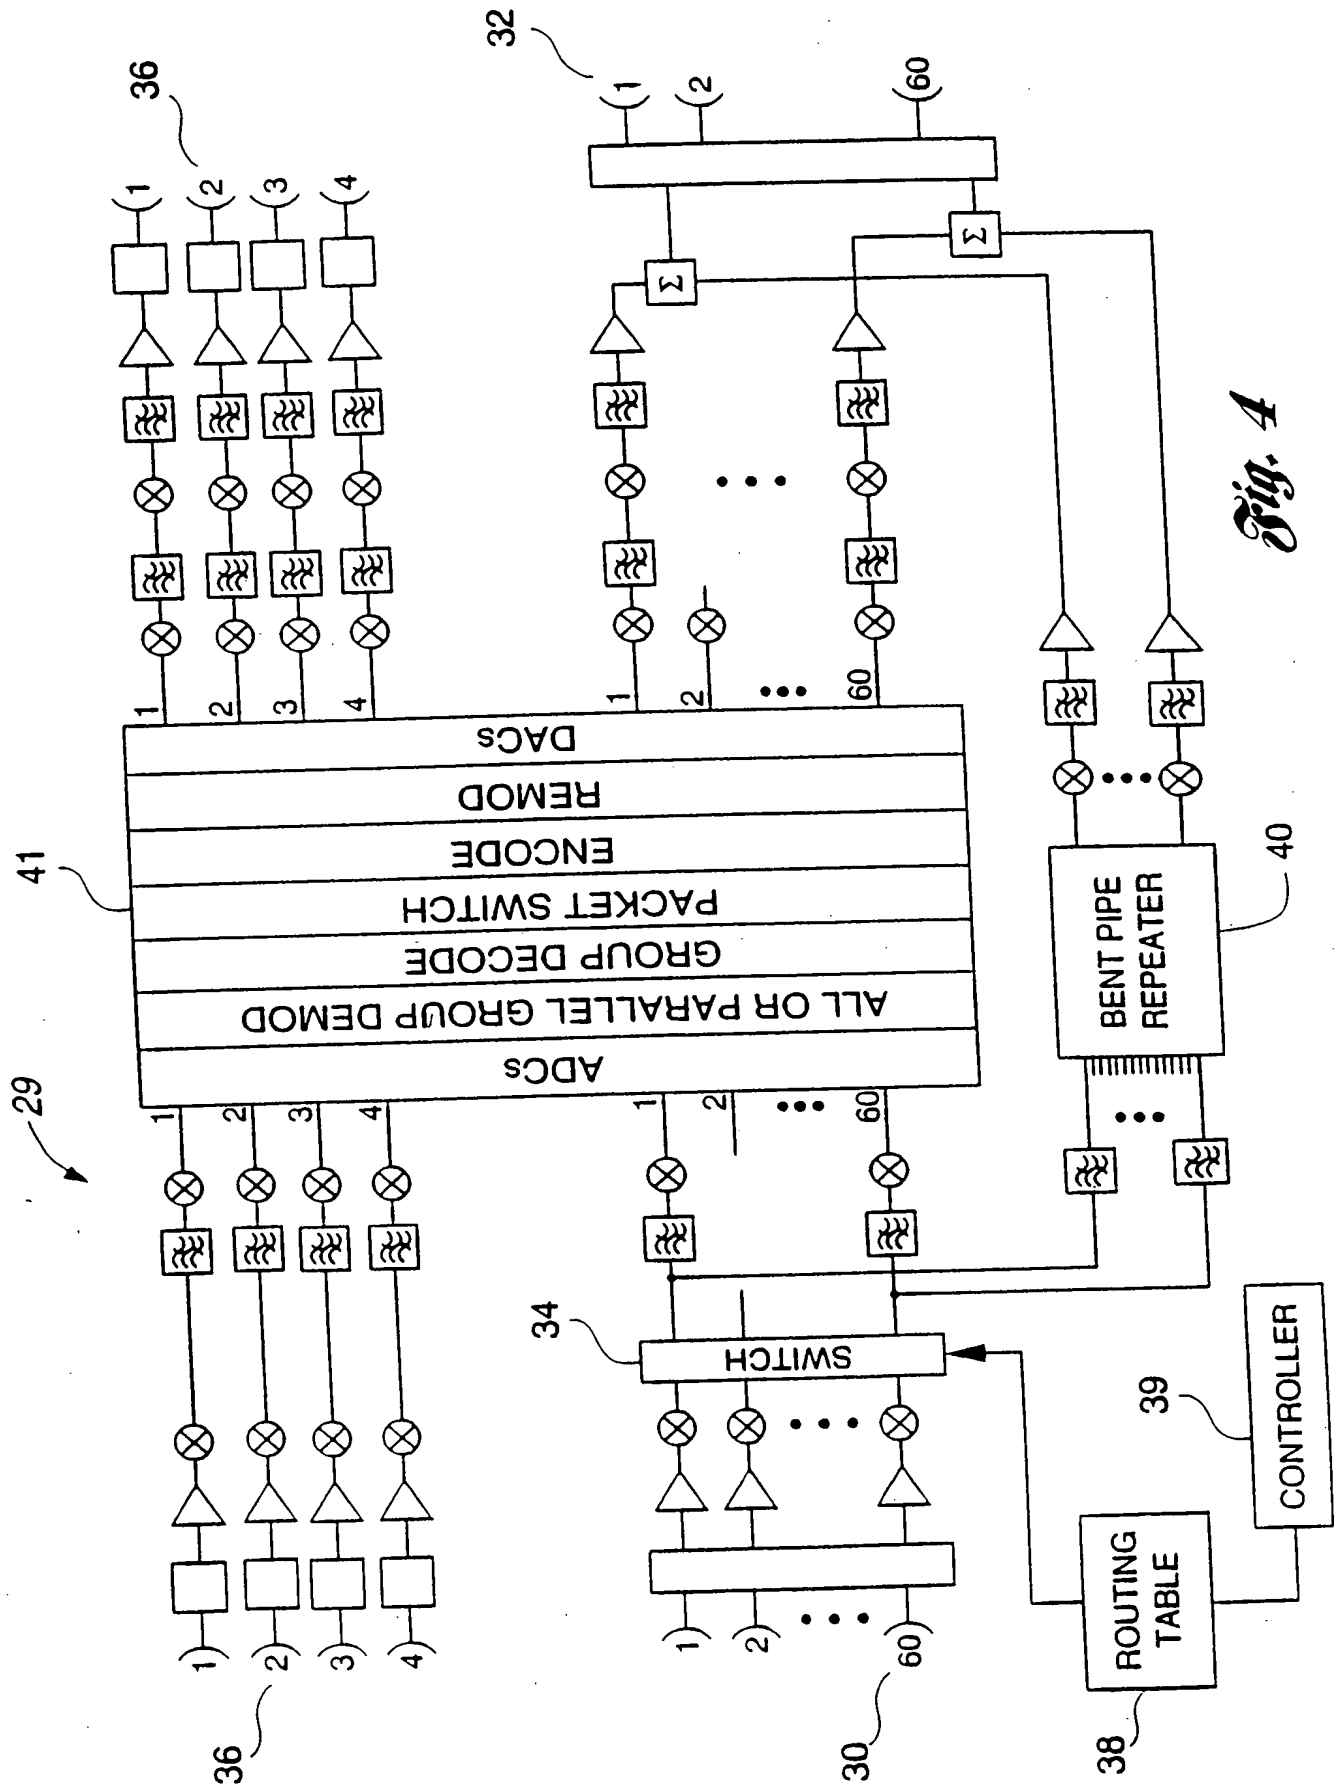 29
41
36
1
2
3
4
1
2
3
4
ADCs
ALL OR PARALLEL GROUP DEMOD
GROUP DECODE
PACKET SWITCH
ENCODE
REMOD
DACs
1
2
3
4
1
2
3
4
36
30
1
2
60
34
SWITCH
1
2
60
1
2
60
Σ
Σ
1
2
60
32
38
ROUTING
TABLE
39
CONTROLLER
BENT PIPE
REPEATER
40
Fig. 4